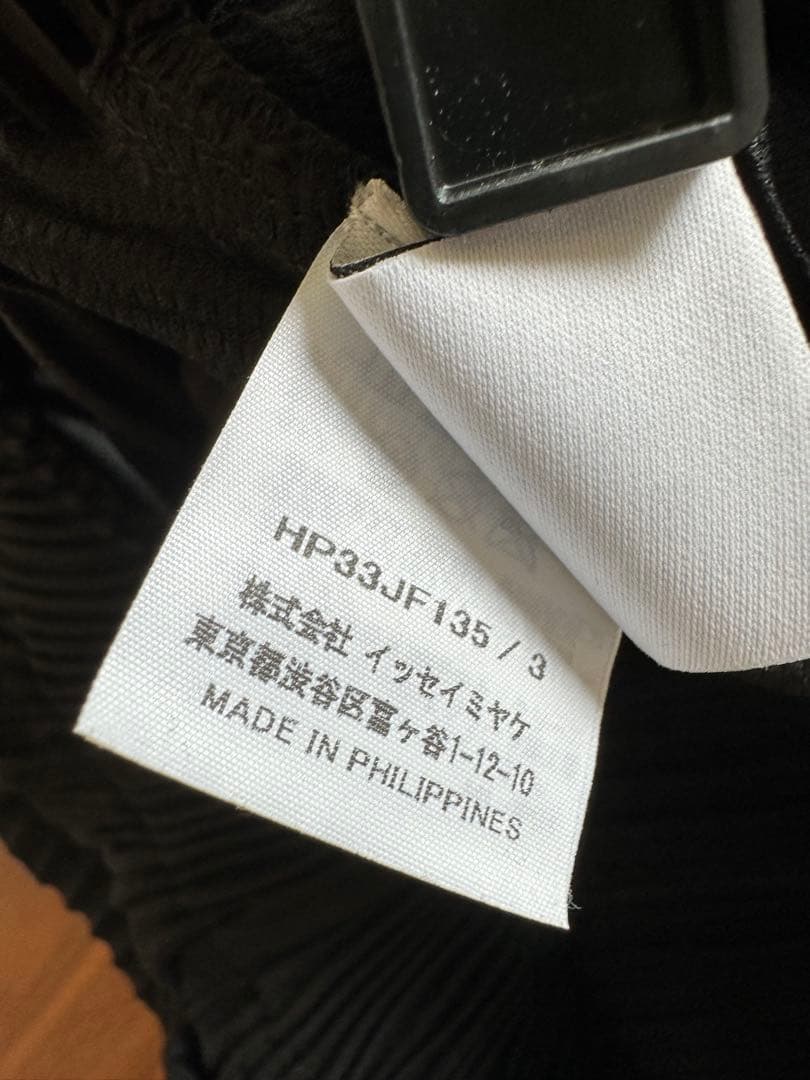 HP33JF135 / 3
株式会社 イッセイミヤケ
東京都渋谷区富ヶ谷1-12-10
MADE IN PHILIPPINES